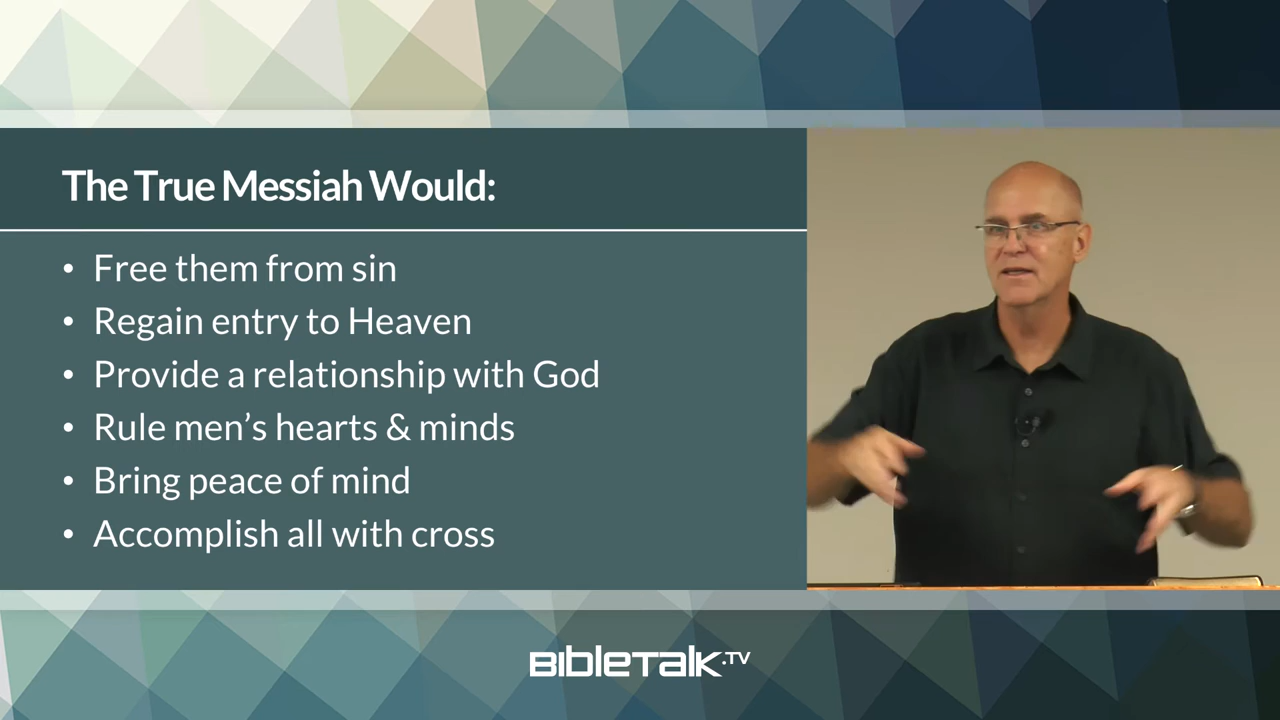 The True Messiah Would:
• Free them from sin
• Regain entry to Heaven
• Provide a relationship with God
• Rule men’s hearts & minds
• Bring peace of mind
• Accomplish all with cross
BIBLETALK.TV